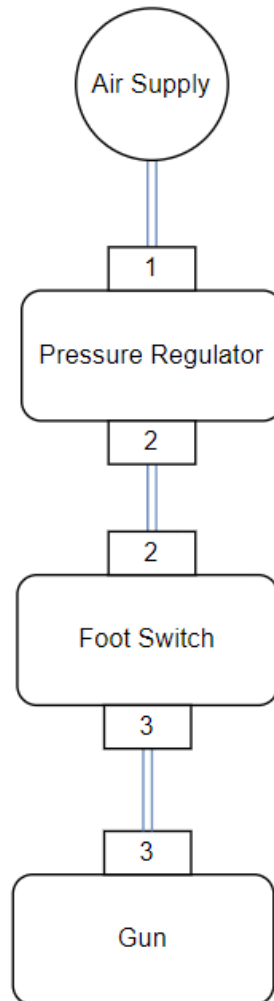 Air Supply
1
Pressure Regulator
2
2
Foot Switch
3
3
Gun